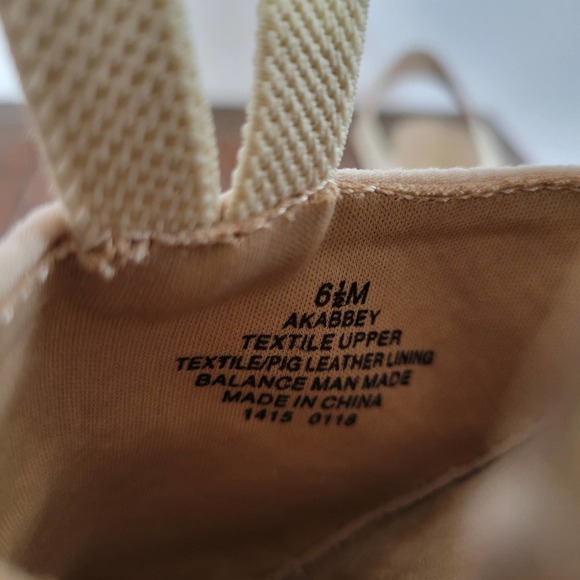 6½M
AKABBEY
TEXTILE UPPER
TEXTILE/PIG LEATHER LINING
BALANCE MAN MADE
MADE IN CHINA
1415 0118